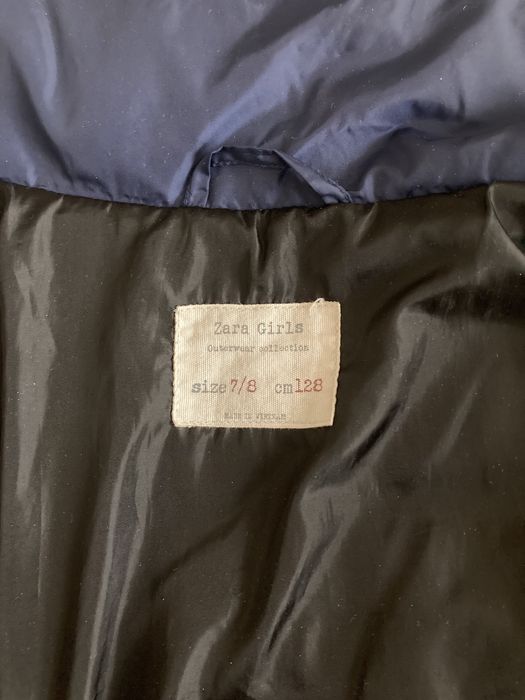 Zara Girls
Outerwear collection
size 7/8 cm 128
MADE IN VIETNAM